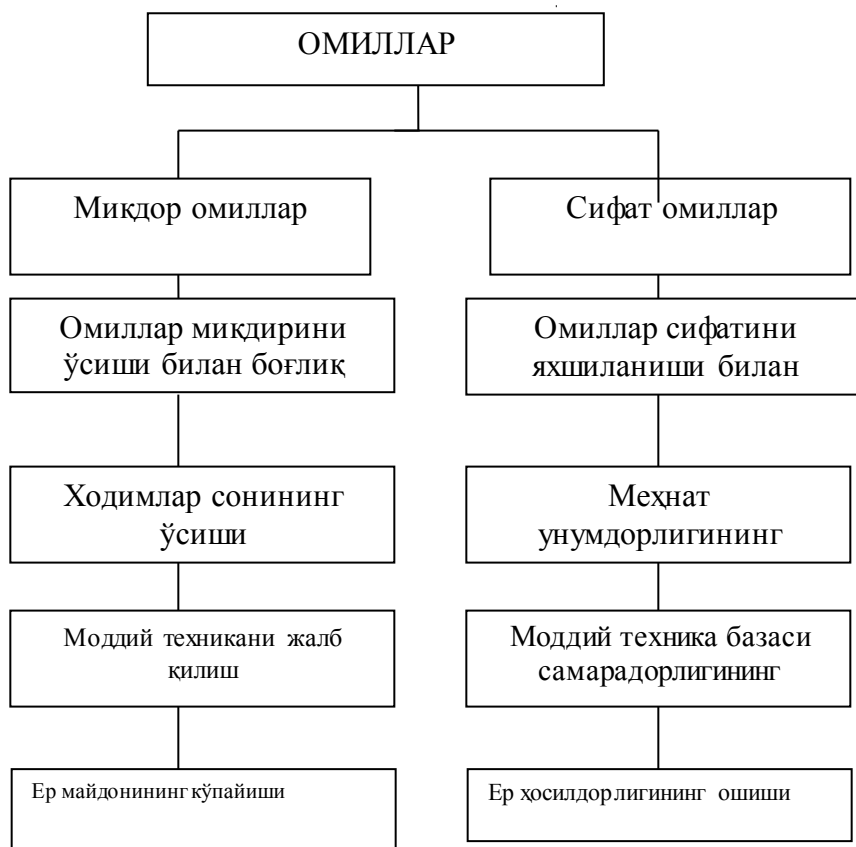 ОМИЛЛАР
Миқдор омиллар
Сифат омиллар
Омиллар миқдирини
ўсиши билан боғлиқ
Омиллар сифатини
яхшиланиши билан
Ходимлар сонининг
ўсиши
Меҳнат
унумдорлигининг
Моддий техникани жалб
қилиш
Моддий техника базаси
самарадорлигининг
Ер майдонининг кўпайиши
Ер ҳосилдорлигининг ошиши